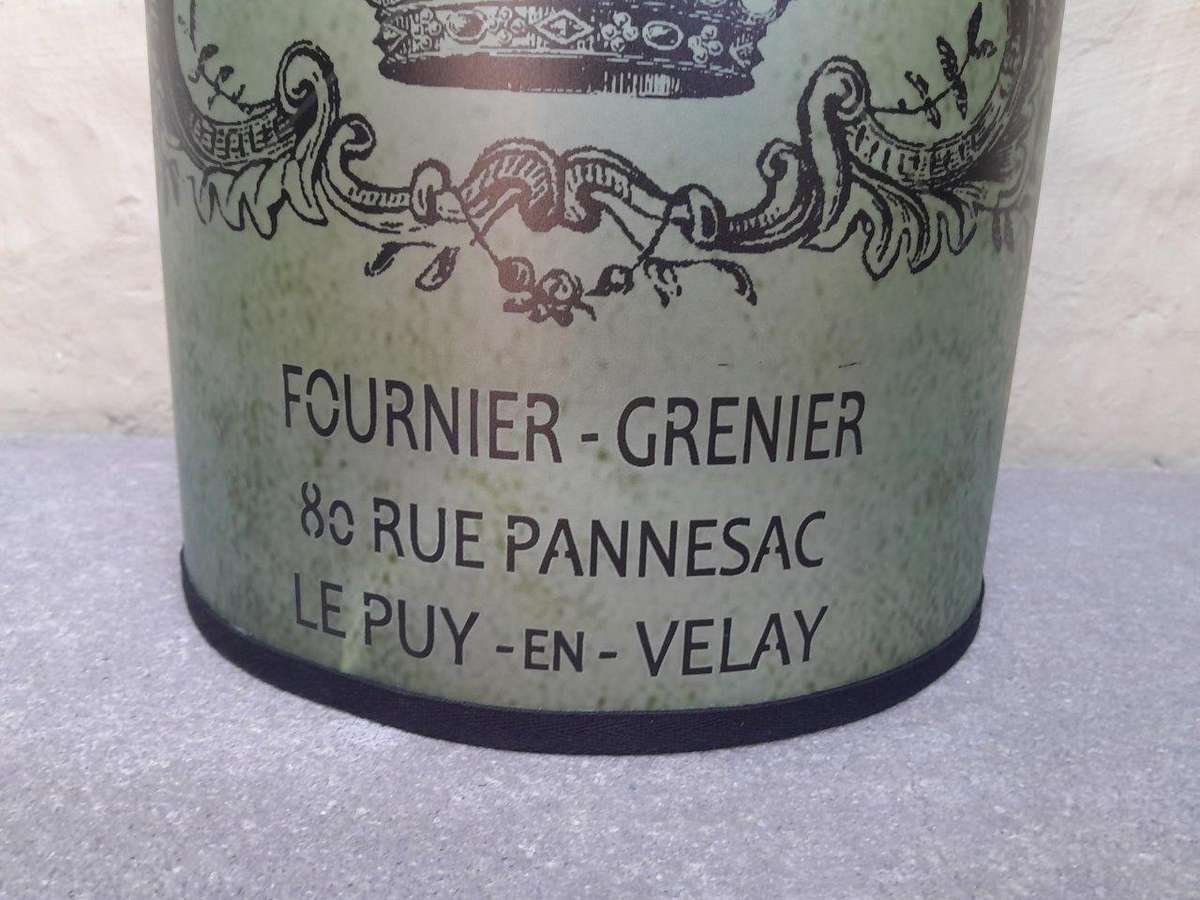 FOURNIER - GRENIER
80 RUE PANNESAC
LE PUY - EN - VELAY